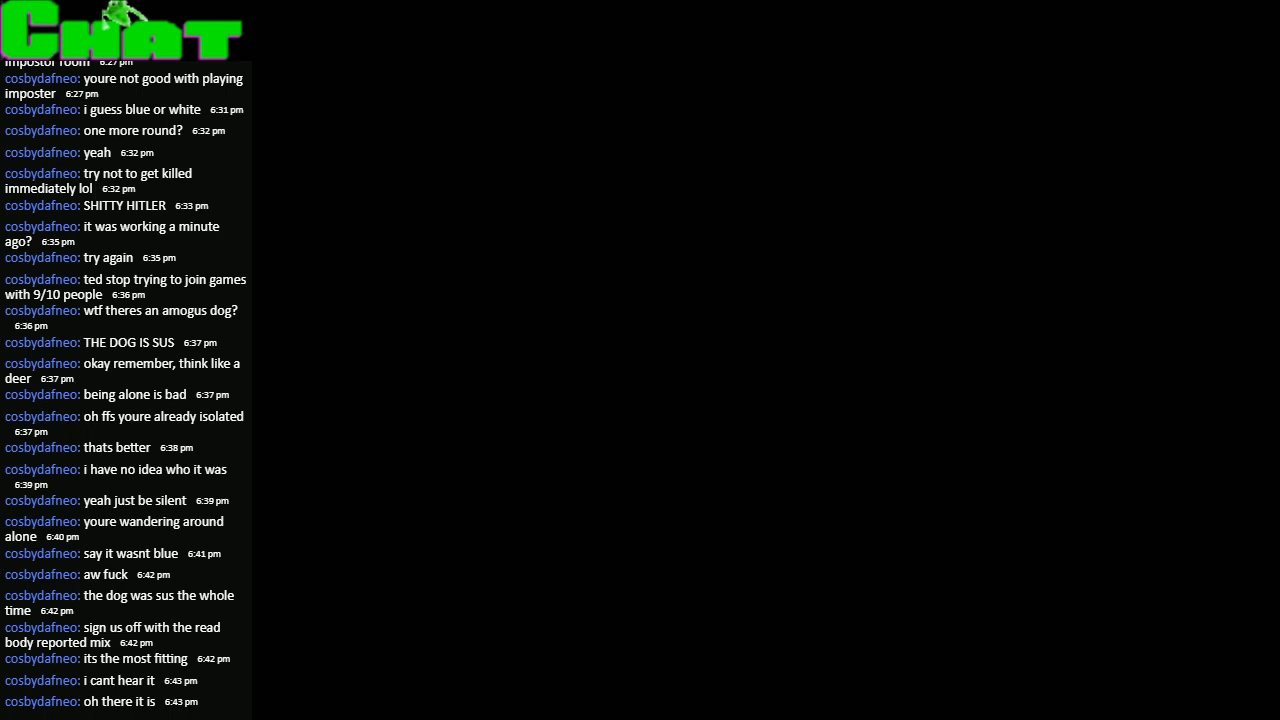 CHAT
impostor room 6:27 pm
cosbydafneo: youre not good with playing
imposter 6:27 pm
cosbydafneo: i guess blue or white 6:31 pm
cosbydafneo: one more round? 6:32 pm
cosbydafneo: yeah 6:32 pm
cosbydafneo: try not to get killed
immediately lol 6:32 pm
cosbydafneo: SHITTY HITLER 6:33 pm
cosbydafneo: it was working a minute
ago? 6:35 pm
cosbydafneo: try again 6:35 pm
cosbydafneo: ted stop trying to join games
with 9/10 people 6:36 pm
cosbydafneo: wtf theres an amogus dog?
6:36 pm
cosbydafneo: THE DOG IS SUS 6:37 pm
cosbydafneo: okay remember, think like a
deer 6:37 pm
cosbydafneo: being alone is bad 6:37 pm
cosbydafneo: oh ffs youre already isolated
6:37 pm
cosbydafneo: thats better 6:38 pm
cosbydafneo: i have no idea who it was
6:39 pm
cosbydafneo: yeah just be silent 6:39 pm
cosbydafneo: youre wandering around
alone 6:40 pm
cosbydafneo: say it wasnt blue 6:41 pm
cosbydafneo: aw fuck 6:42 pm
cosbydafneo: the dog was sus the whole
time 6:42 pm
cosbydafneo: sign us off with the read
body reported mix 6:42 pm
cosbydafneo: its the most fitting 6:42 pm
cosbydafneo: i cant hear it 6:43 pm
cosbydafneo: oh there it is 6:43 pm